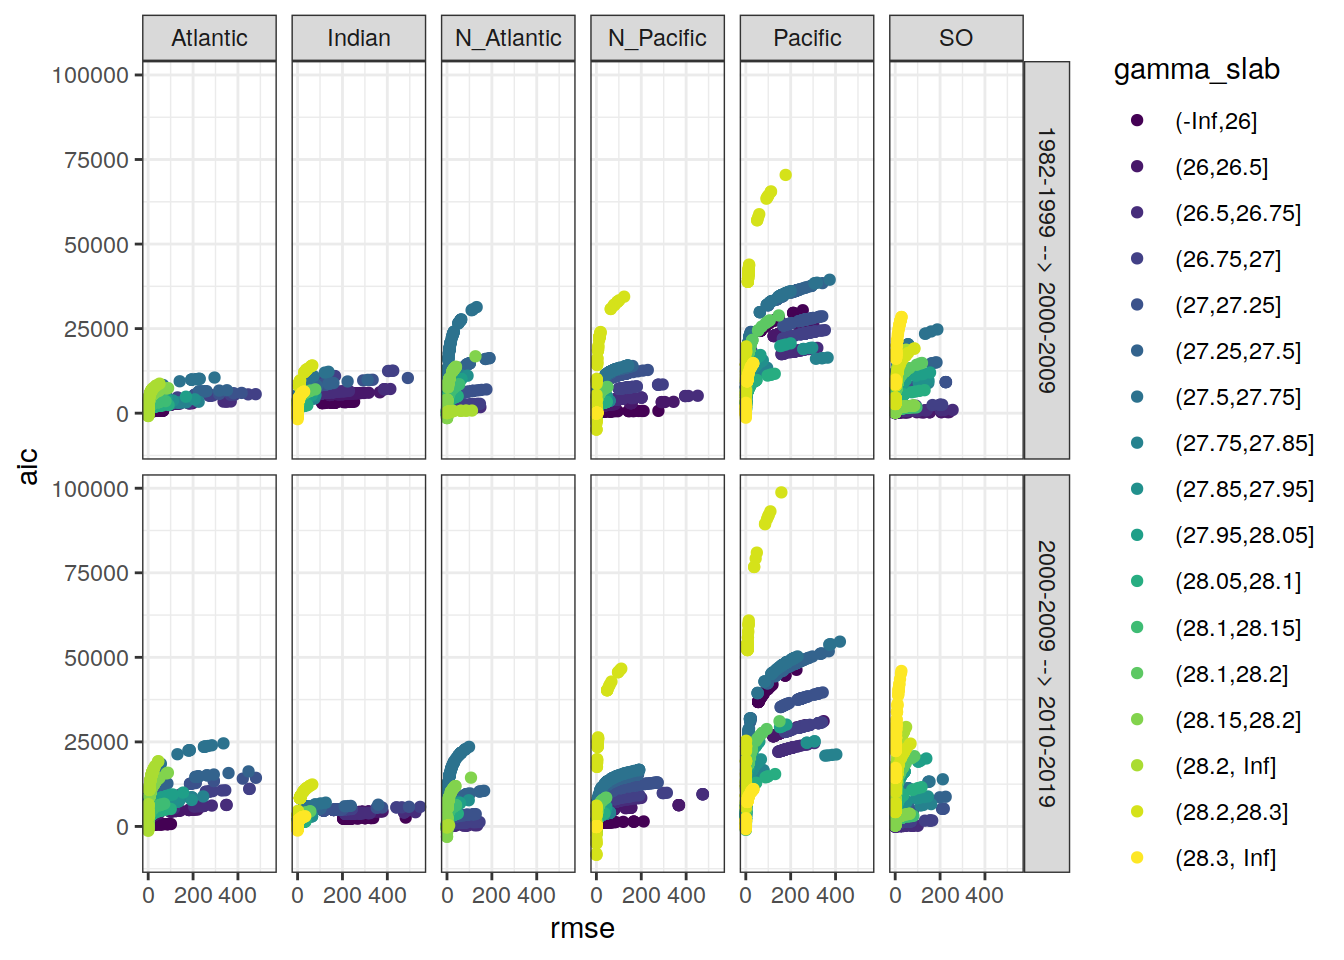 Atlantic Indian N_Atlantic N_Pacific Pacific SO
100000
75000
50000
25000
0
1982-1999 --> 2000-2009
100000
75000
50000
25000
0
2000-2009 --> 2010-2019
aic
0 200 400 0 200 400 0 200 400 0 200 400 0 200 400 0 200 400
rmse
gamma_slab
(-Inf,26]
(26,26.5]
(26.5,26.75]
(26.75,27]
(27,27.25]
(27.25,27.5]
(27.5,27.75]
(27.75,27.85]
(27.85,27.95]
(27.95,28.05]
(28.05,28.1]
(28.1,28.15]
(28.1,28.2]
(28.15,28.2]
(28.2, Inf]
(28.2,28.3]
(28.3, Inf]